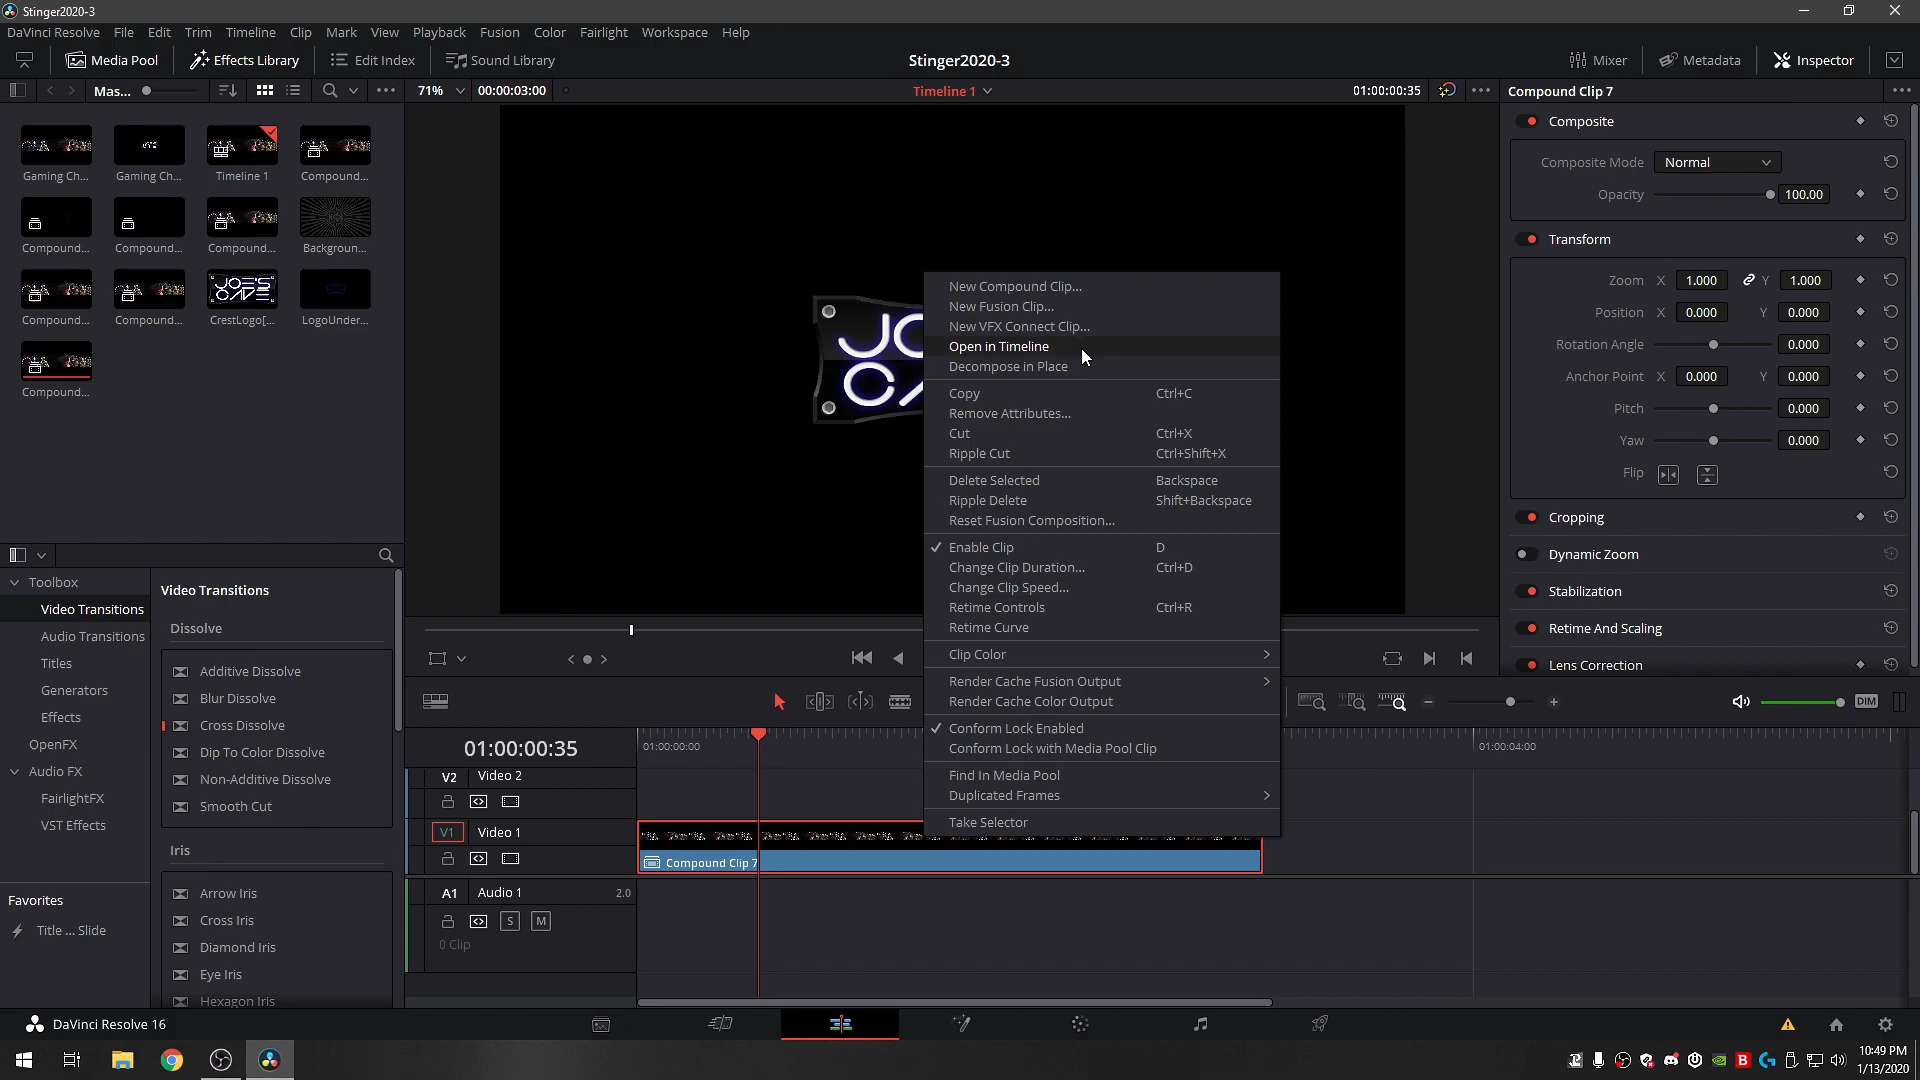 Stinger2020-3
DaVinci Resolve File Edit Trim Timeline Clip Mark View Playback Fusion Color Fairlight Workspace Help
Media Pool Effects Library Edit Index Sound Library Stinger2020-3 Mixer Metadata Inspector
Mas... 71% 00:00:03:00 Timeline 1 01:00:00:35 Compound Clip 7
Gaming Ch... Gaming Ch... Timeline 1 Compound...
Compound... Compound... Compound... Backgroun...
JOE'S
CAVE
Compound... Compound... CrestLogo[... LogoUnder...
Compound...
Composite
Composite Mode Normal
Opacity 100.00
Transform
Zoom X 1.000 Y 1.000
Position X 0.000 Y 0.000
Rotation Angle 0.000
Anchor Point X 0.000 Y 0.000
Pitch 0.000
Yaw 0.000
Flip
Cropping
Dynamic Zoom
Stabilization
Retime And Scaling
Lens Correction
New Compound Clip...
New Fusion Clip...
New VFX Connect Clip...
Open in Timeline
Decompose in Place
Copy Ctrl+C
Remove Attributes...
Cut Ctrl+X
Ripple Cut Ctrl+Shift+X
Delete Selected Backspace
Ripple Delete Shift+Backspace
Reset Fusion Composition...
Enable Clip D
Change Clip Duration... Ctrl+D
Change Clip Speed...
Retime Controls Ctrl+R
Retime Curve
Clip Color
Render Cache Fusion Output
Render Cache Color Output
Conform Lock Enabled
Conform Lock with Media Pool Clip
Find In Media Pool
Duplicated Frames
Take Selector
Toolbox
Video Transitions
Audio Transitions
Titles
Generators
Effects
OpenFX
Audio FX
FairlightFX
VST Effects
Favorites
Title ... Slide
Video Transitions
Dissolve
Additive Dissolve
Blur Dissolve
Cross Dissolve
Dip To Color Dissolve
Non-Additive Dissolve
Smooth Cut
Iris
Arrow Iris
Cross Iris
Diamond Iris
Eye Iris
Hexagon Iris
DIM
01:00:00:35 01:00:00:00 01:00:04:00
V2 Video 2
V1 Video 1
Compound Clip 7
A1 Audio 1 2.0
S M
0 Clip
DaVinci Resolve 16
10:49 PM
1/13/2020